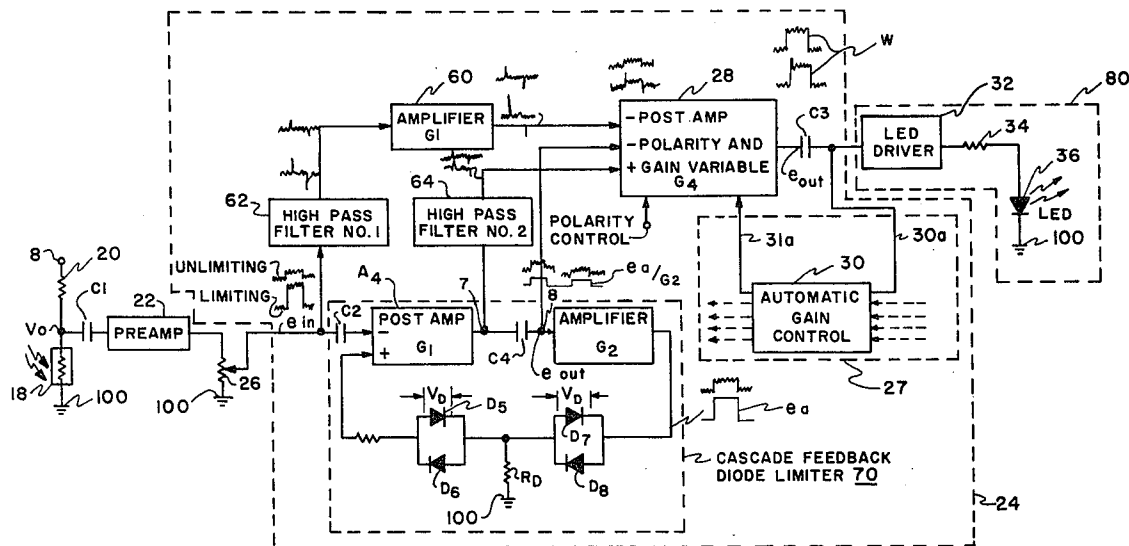 W
60
28
32
80
AMPLIFIER
G1
- POST AMP
- POLARITY AND
+ GAIN VARIABLE
G4
C3
eout
LED
DRIVER
34
36
LED
100
62
64
HIGH PASS
FILTER NO. 1
HIGH PASS
FILTER NO. 2
POLARITY
CONTROL
31a
30a
30
AUTOMATIC
GAIN
CONTROL
27
8
20
C1
22
Vo
PREAMP
18
100
26
100
UNLIMITING
LIMITING
e in
A4
C2
- POST AMP
+ G1
7
C4
8
ea/G2
AMPLIFIER
G2
eout
VD
D5
D6
VD
D7
D8
RD
100
ea
CASCADE FEEDBACK
DIODE LIMITER 70
24